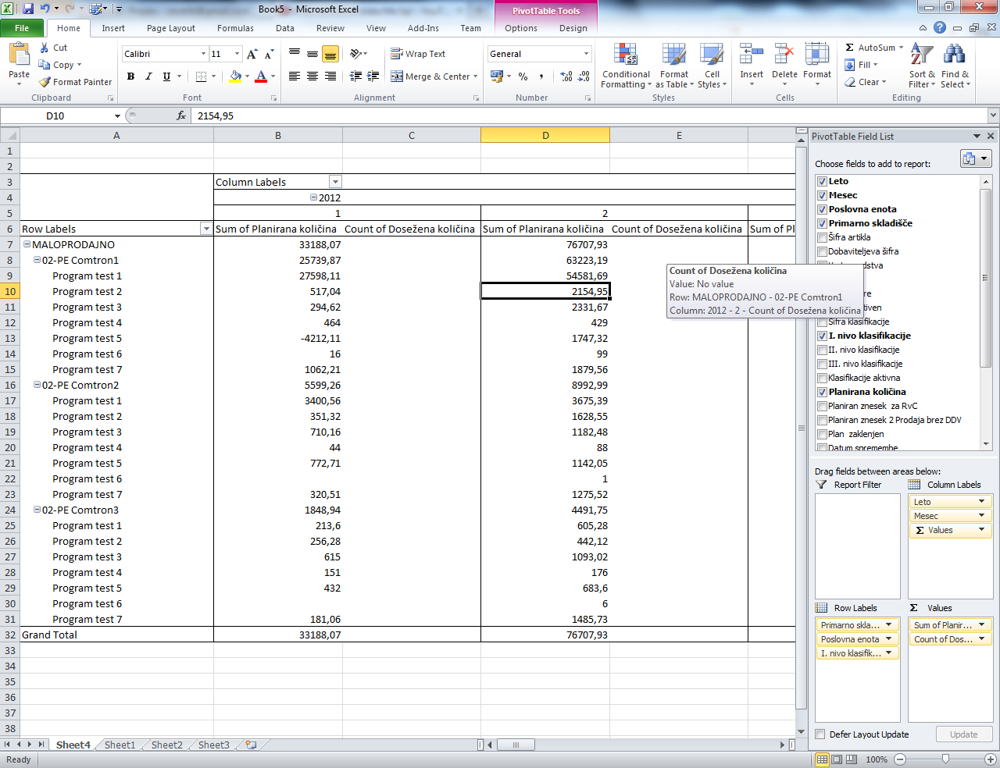 Book5 - Microsoft Excel
PivotTable Tools
File Home Insert Page Layout Formulas Data Review View Add-Ins Team Options Design
Paste
Cut
Copy
Format Painter
Clipboard
Calibri 11
B I U
Font
Wrap Text
Merge & Center
Alignment
General
% ,
Number
Conditional Formatting
Format as Table
Cell Styles
Styles
Insert Delete Format
Cells
Σ AutoSum
Fill
Clear
Sort & Filter
Find & Select
Editing
D10 fx 2154,95
A B C D E
1
2
3 Column Labels
4 2012
5 1 2
6 Row Labels Sum of Planirana količina Count of Dosežena količina Sum of Planirana količina Count of Dosežena količina Sum of Pl
7 MALOPRODAJNO 33188,07 76707,93
8 02-PE Comtron1 25739,87 63223,19
9 Program test 1 27598,11 54581,69
10 Program test 2 517,04 2154,95
11 Program test 3 294,62 2331,67
12 Program test 4 464 429
13 Program test 5 -4212,11 1747,32
14 Program test 6 16 99
15 Program test 7 1062,21 1879,56
16 02-PE Comtron2 5599,26 8992,99
17 Program test 1 3400,56 3675,39
18 Program test 2 351,32 1628,55
19 Program test 3 710,16 1182,48
20 Program test 4 44 88
21 Program test 5 772,71 1142,05
22 Program test 6 1
23 Program test 7 320,51 1275,52
24 02-PE Comtron3 1848,94 4491,75
25 Program test 1 213,6 605,28
26 Program test 2 256,28 442,12
27 Program test 3 615 1093,02
28 Program test 4 151 176
29 Program test 5 432 683,6
30 Program test 6 6
31 Program test 7 181,06 1485,73
32 Grand Total 33188,07 76707,93
33
34
35
36
37
38
Count of Dosežena količina
Value: No value
Row: MALOPRODAJNO - 02-PE Comtron1
Column: 2012 - 2 - Count of Dosežena količina
PivotTable Field List
Choose fields to add to report:
Leto
Mesec
Poslovna enota
Primarno skladišče
Šifra artikla
Dobaviteljeva šifra
Šifra klasifikacije
I. nivo klasifikacije
II. nivo klasifikacije
III. nivo klasifikacije
Klasifikacije aktivna
Planirana količina
Planiran znesek za RvC
Planiran znesek 2 Prodaja brez DDV
Plan zaklenjen
Datum spremembe
Drag fields between areas below:
Report Filter
Column Labels
Leto
Mesec
Σ Values
Row Labels
Primarno skla...
Poslovna enota
I. nivo klasifik...
Σ Values
Sum of Planir...
Count of Dos...
Defer Layout Update
Update
Sheet4 Sheet1 Sheet2 Sheet3
Ready
100%